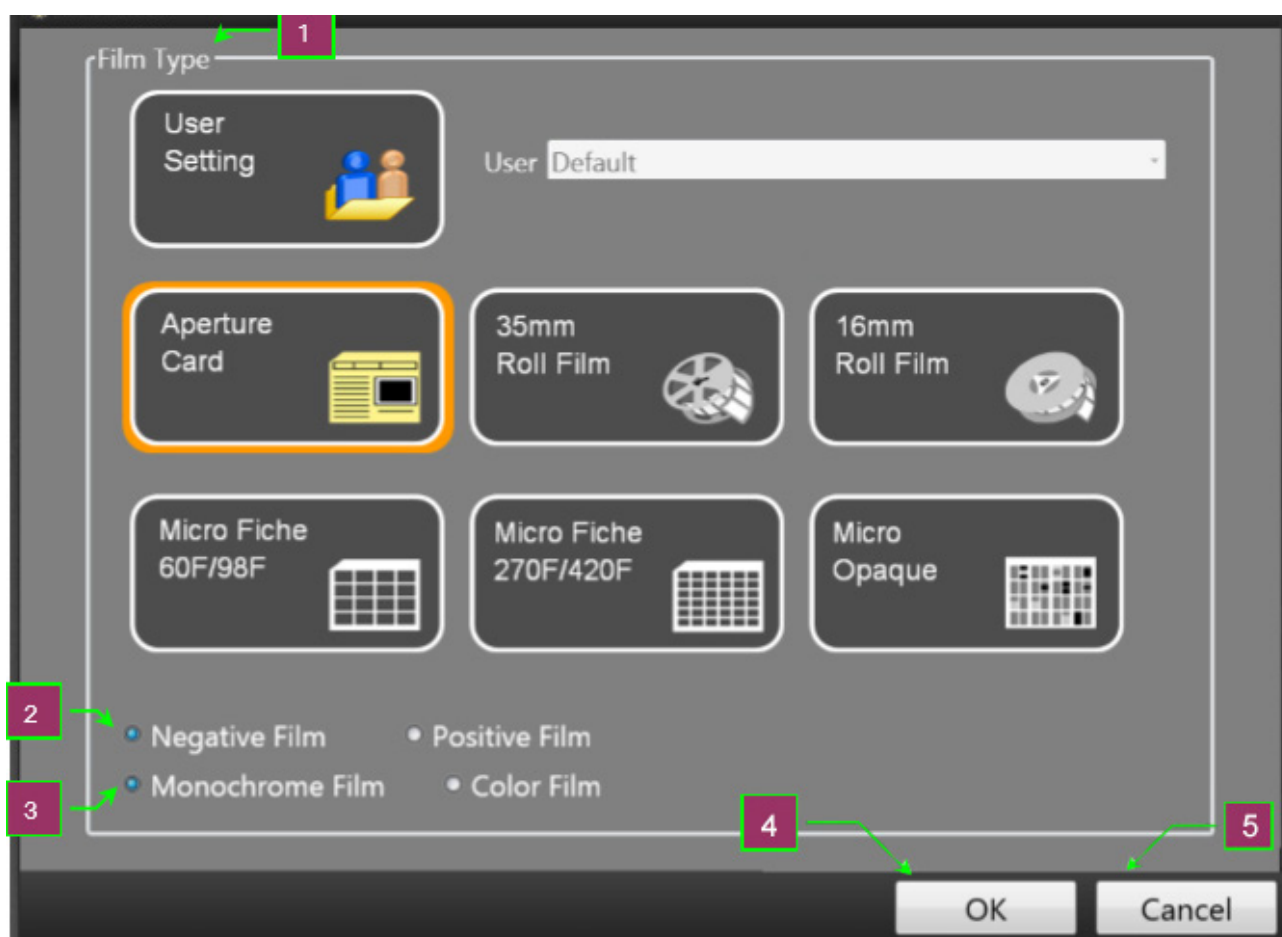 1
Film Type
User
Setting
User Default
Aperture
Card
35mm
Roll Film
16mm
Roll Film
Micro Fiche
60F/98F
Micro Fiche
270F/420F
Micro
Opaque
2
Negative Film Positive Film
Monochrome Film Color Film
3
4
5
OK Cancel